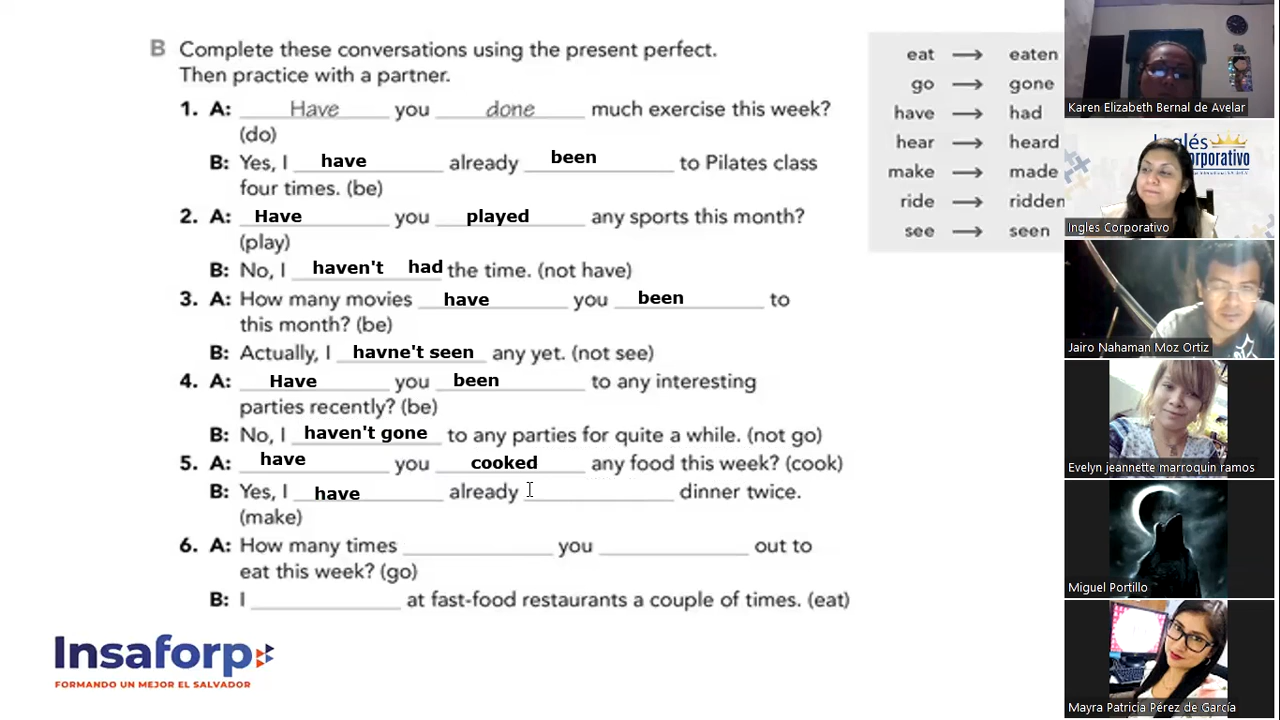 B Complete these conversations using the present perfect.
Then practice with a partner.
1. A: Have you done much exercise this week?
(do)
B: Yes, I have already been to Pilates class
four times. (be)
2. A: Have you played any sports this month?
(play)
B: No, I haven't had the time. (not have)
3. A: How many movies have you been to
this month? (be)
B: Actually, I havne't seen any yet. (not see)
4. A: Have you been to any interesting
parties recently? (be)
B: No, I haven't gone to any parties for quite a while. (not go)
5. A: have you cooked any food this week? (cook)
B: Yes, I have already dinner twice.
(make)
6. A: How many times you out to
eat this week? (go)
B: I at fast-food restaurants a couple of times. (eat)
eat → eaten
go → gone
have → had
hear → heard
make → made
ride → ridden
see → seen
Insaforp
FORMANDO UN MEJOR EL SALVADOR
Karen Elizabeth Bernal de Avelar
Inglés
Corporativo
Ingles Corporativo
Jairo Nahaman Moz Ortiz
Evelyn jeannette marroquin ramos
Miguel Portillo
Mayra Patricia Pérez de García